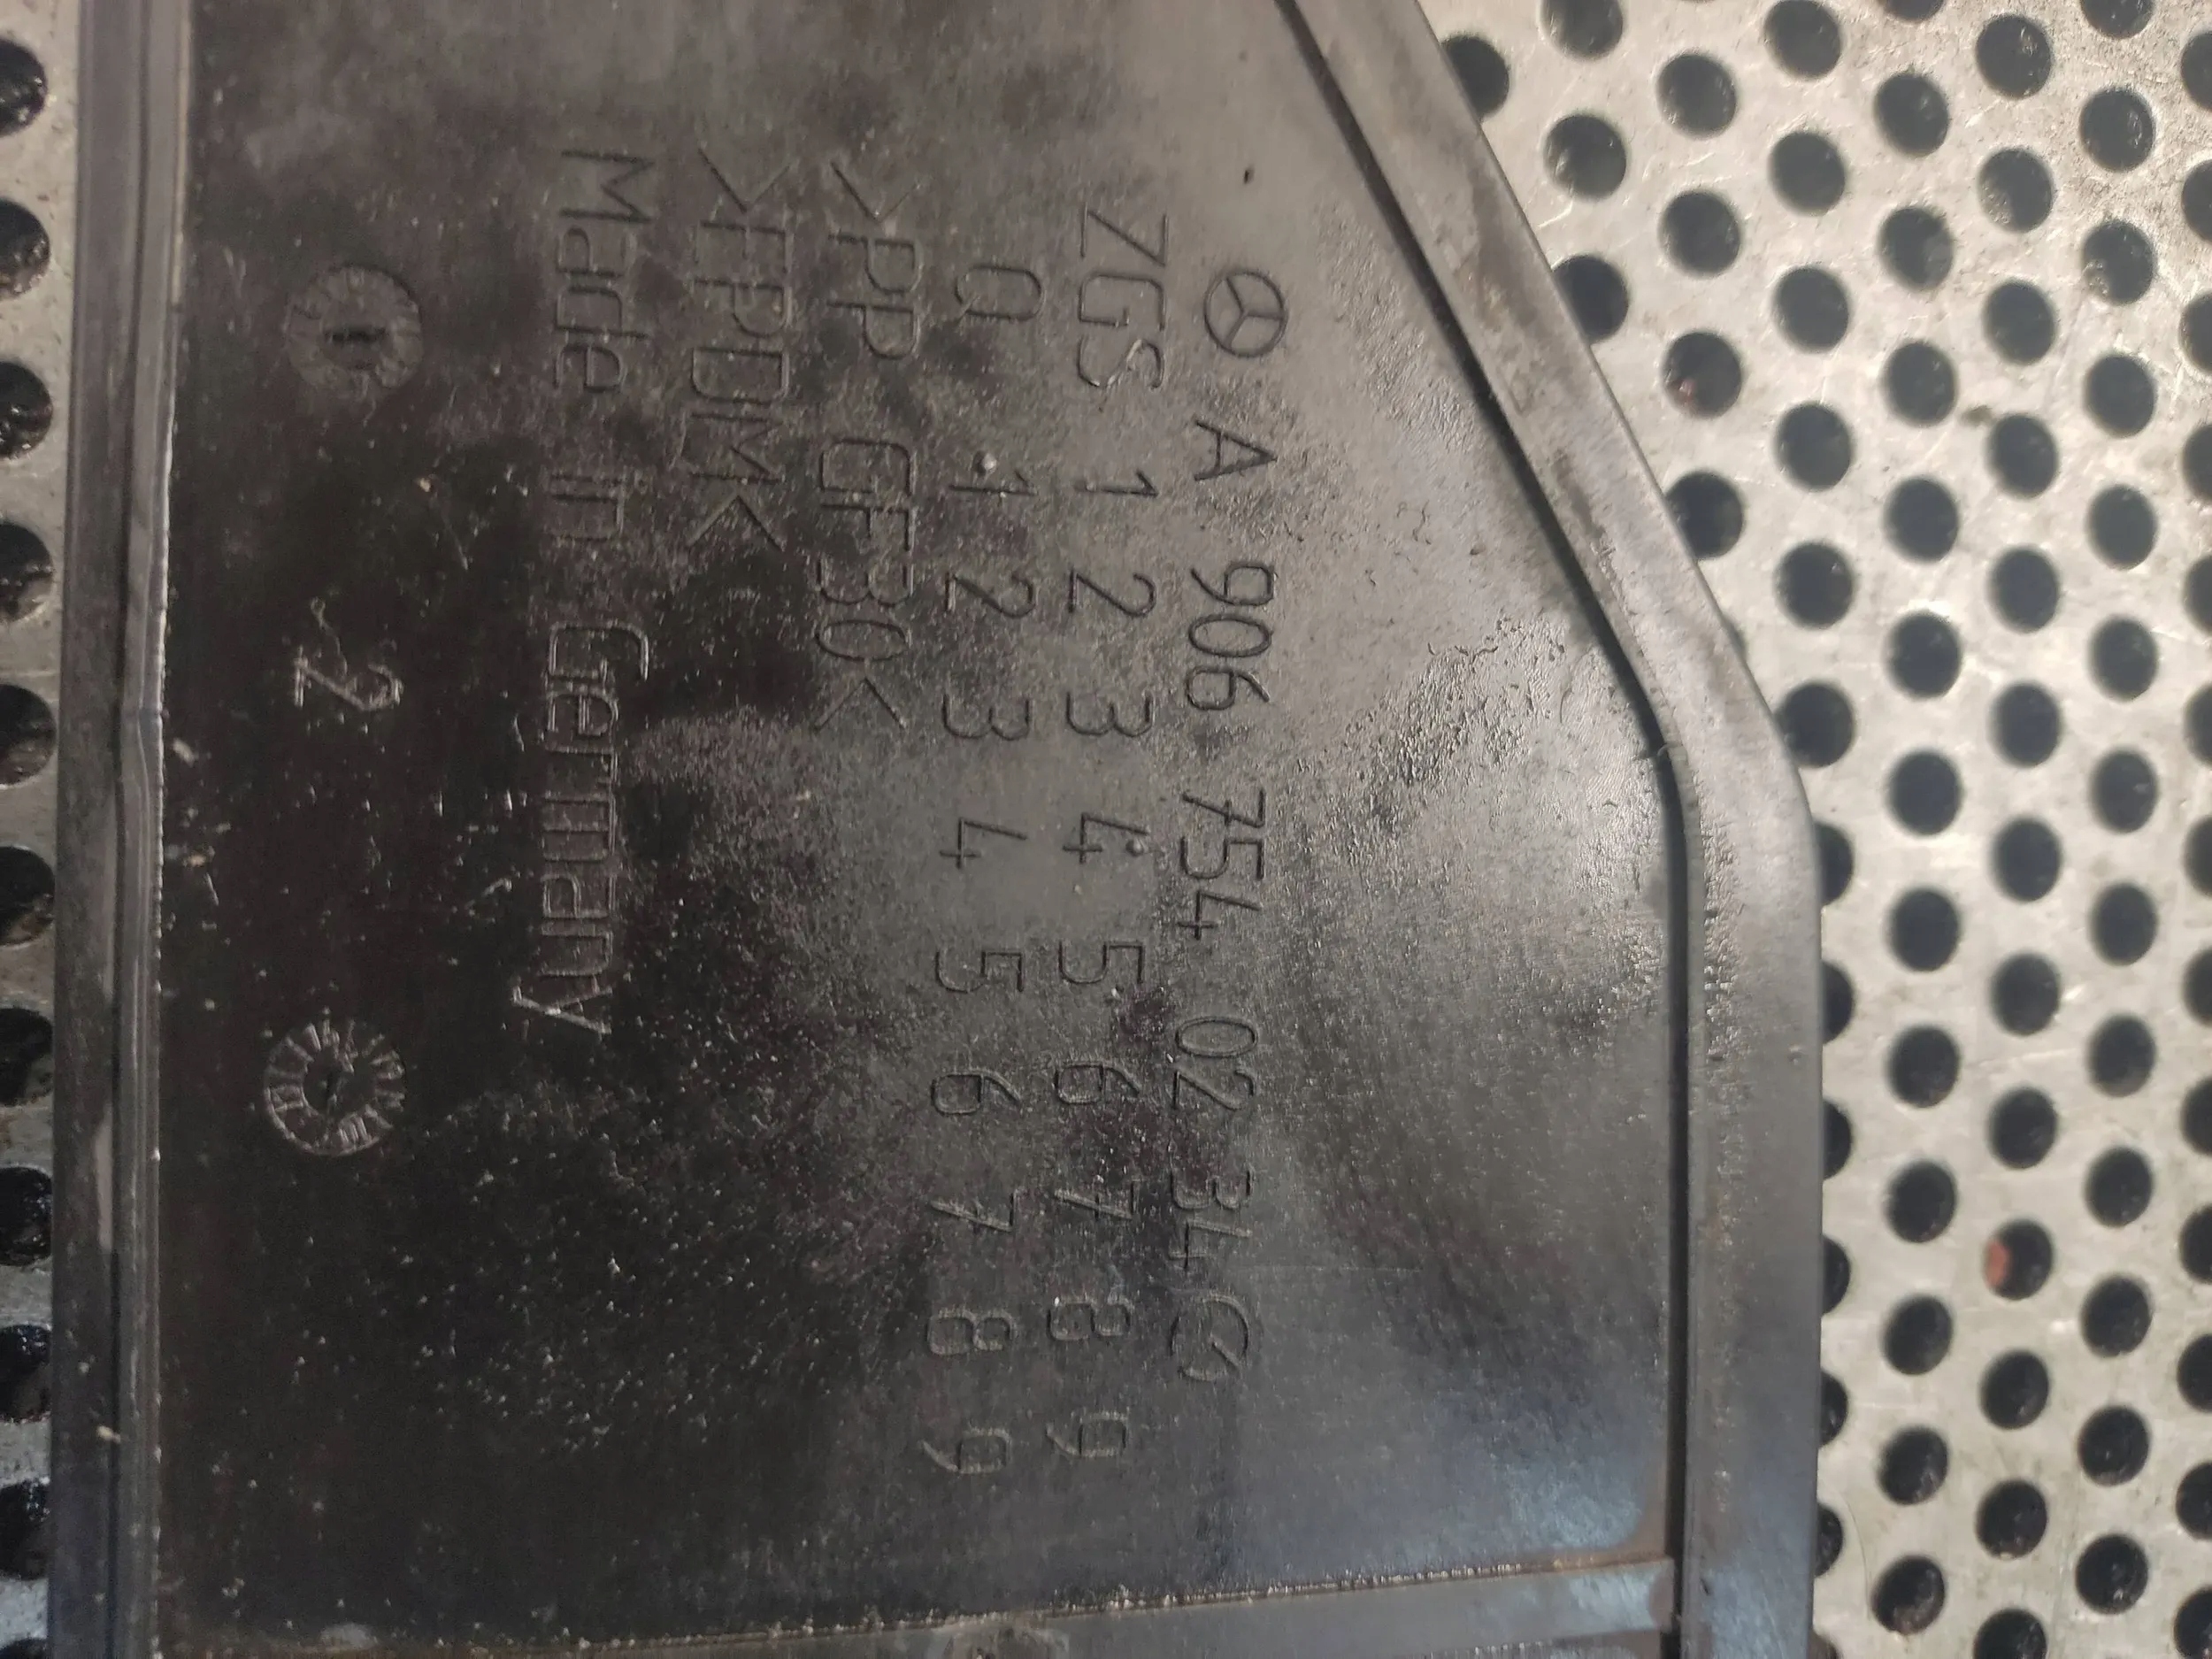 A 906 754 02 34
ZGS 1 2 3 4 5 6 7 8 9
Q 1 2 3 4 5 6 7 8 9
>PP GF30<
>EPDM<
Made in Germany
2